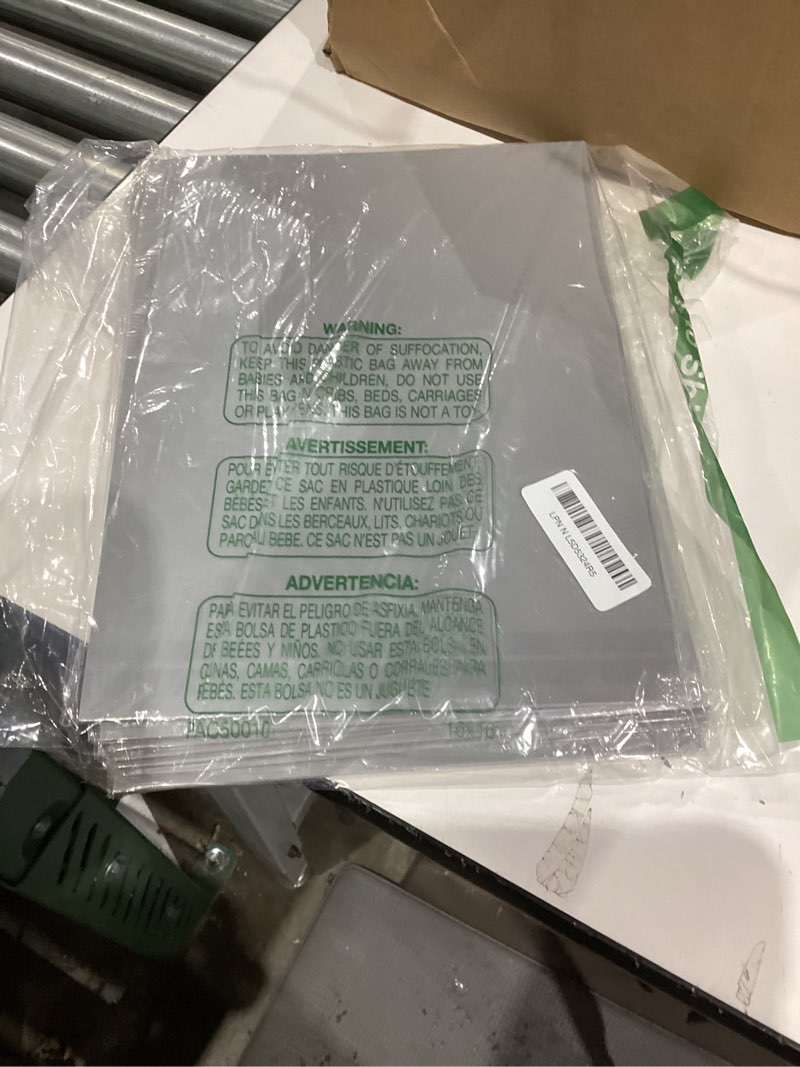 WARNING:
TO AVOID DANGER OF SUFFOCATION,
KEEP THIS PLASTIC BAG AWAY FROM
BABIES AND CHILDREN, DO NOT USE
THIS BAG IN CRIBS, BEDS, CARRIAGES
OR PLAY PENS. THIS BAG IS NOT A TOY.
AVERTISSEMENT:
POUR EVITER TOUT RISQUE D'ÉTOUFFEMENT,
GARDEZ CE SAC EN PLASTIQUE LOIN DES
BÉBÉS ET LES ENFANTS. N'UTILISEZ PAS CE
SAC DANS LES BERCEAUX, LITS, CHARIOTS OU
PARC AU BEBE. CE SAC N'EST PAS UN JOUET.
ADVERTENCIA:
PARA EVITAR EL PELIGRO DE ASFIXIA, MANTENGA
ESTA BOLSA DE PLASTICO FUERA DEL ALCANCE
DE BEBES Y NIÑOS. NO USAR ESTA BOLSA EN
CUNAS, CAMAS, CARRIOLAS O CORRALES PARA
BEBÉS. ESTA BOLSA NO ES UN JUGUETE.
PAC50010
LPN N L5D5324R5